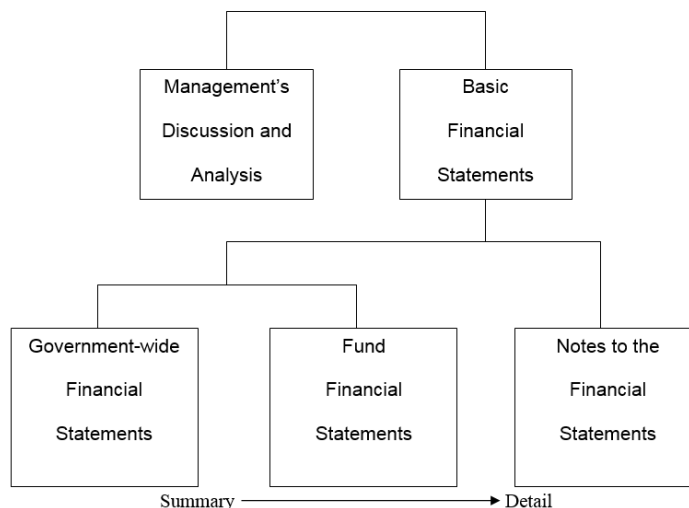 Management's
Discussion and
Analysis
Basic
Financial
Statements
Government-wide
Financial
Statements
Fund
Financial
Statements
Notes to the
Financial
Statements
Summary
Detail